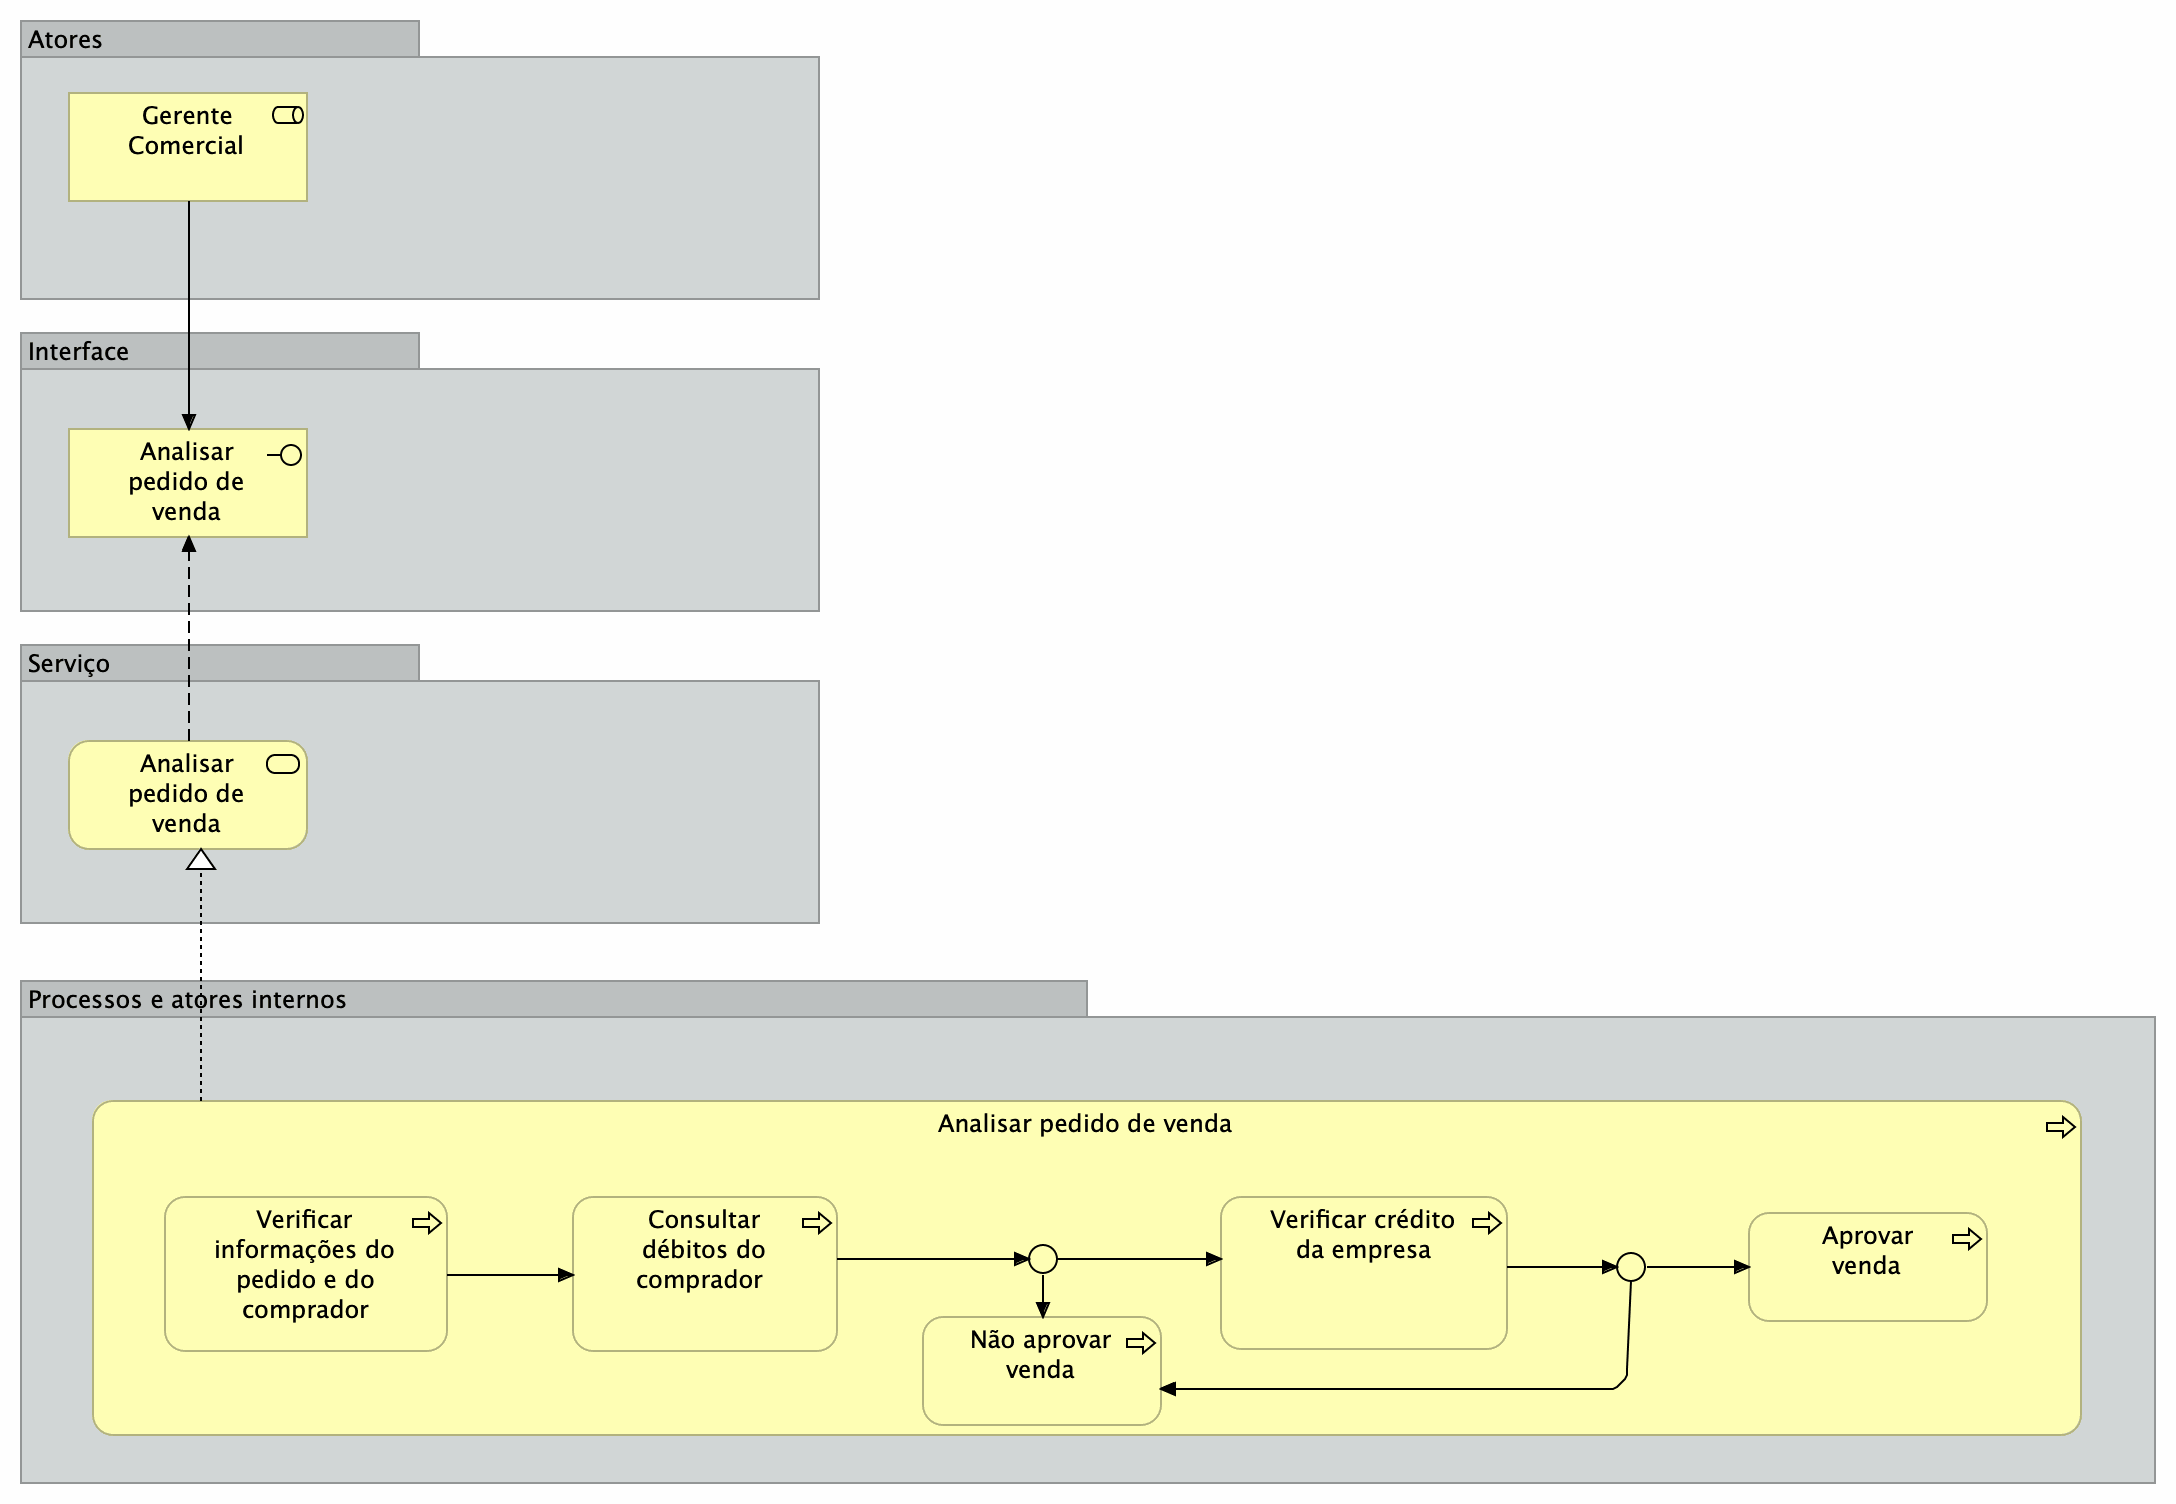 Atores
Gerente
Comercial
Interface
Analisar
pedido de
venda
Serviço
Analisar
pedido de
venda
Processos e atores internos
Analisar pedido de venda
Verificar
informações do
pedido e do
comprador
Consultar
débitos do
comprador
Não aprovar
venda
Verificar crédito
da empresa
Aprovar
venda